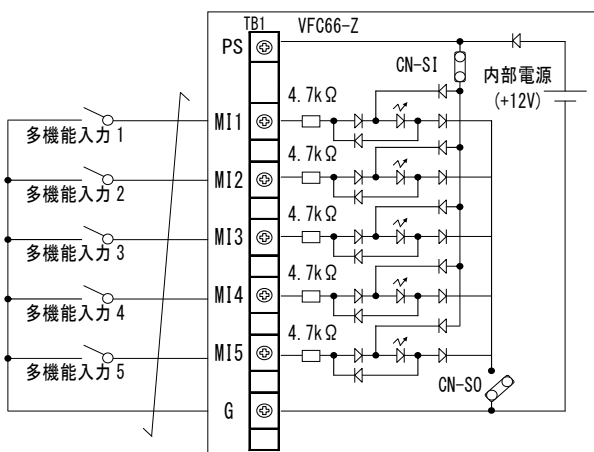 TB1 VFC66-Z
PS
CN-SI
内部電源
(+12V)
4.7kΩ
MI1
多機能入力1
4.7kΩ
MI2
多機能入力2
4.7kΩ
MI3
多機能入力3
4.7kΩ
MI4
多機能入力4
4.7kΩ
MI5
多機能入力5
CN-SO
G